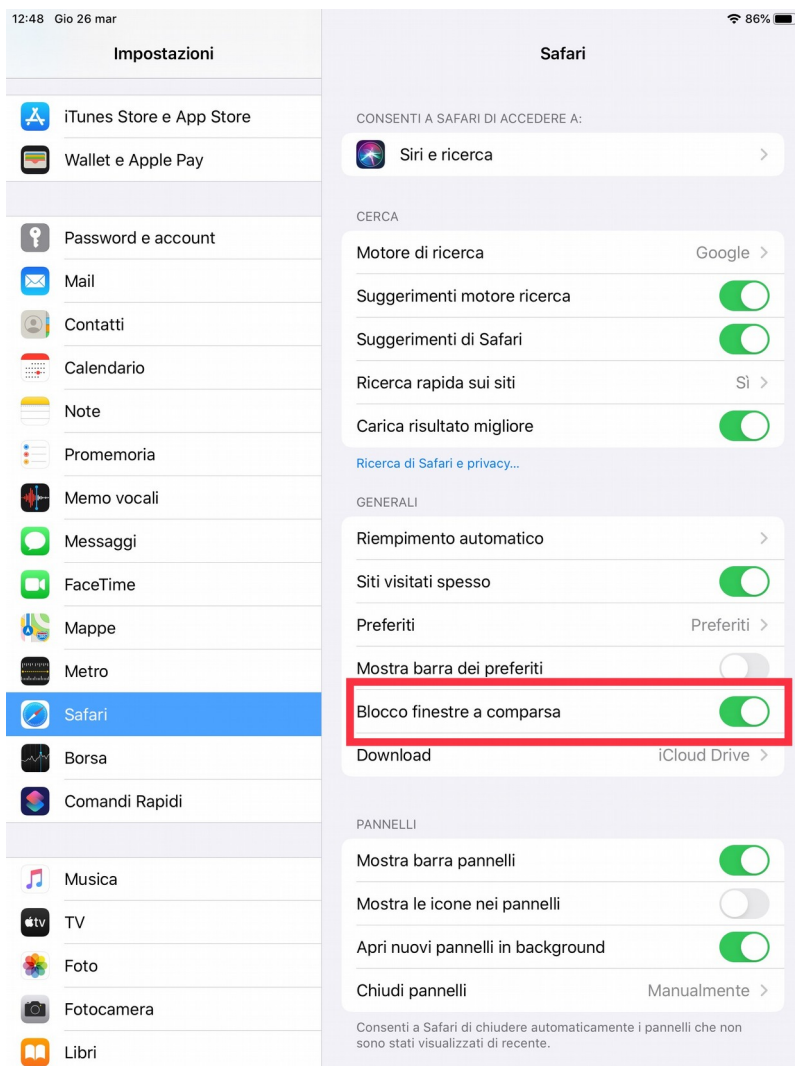 12:48 Gio 26 mar
86%
Impostazioni
iTunes Store e App Store
Wallet e Apple Pay
Password e account
Mail
Contatti
Calendario
Note
Promemoria
Memo vocali
Messaggi
FaceTime
Mappe
Metro
Safari
Borsa
Comandi Rapidi
Musica
tv
TV
Foto
Fotocamera
Libri
Safari
CONSENTI A SAFARI DI ACCEDERE A:
Siri e ricerca
CERCA
Motore di ricerca Google
Suggerimenti motore ricerca
Suggerimenti di Safari
Ricerca rapida sui siti Sì
Carica risultato migliore
Ricerca di Safari e privacy...
GENERALI
Riempimento automatico
Siti visitati spesso
Preferiti Preferiti
Mostra barra dei preferiti
Blocco finestre a comparsa
Download iCloud Drive
PANNELLI
Mostra barra pannelli
Mostra le icone nei pannelli
Apri nuovi pannelli in background
Chiudi pannelli Manualmente
Consenti a Safari di chiudere automaticamente i pannelli che non
sono stati visualizzati di recente.